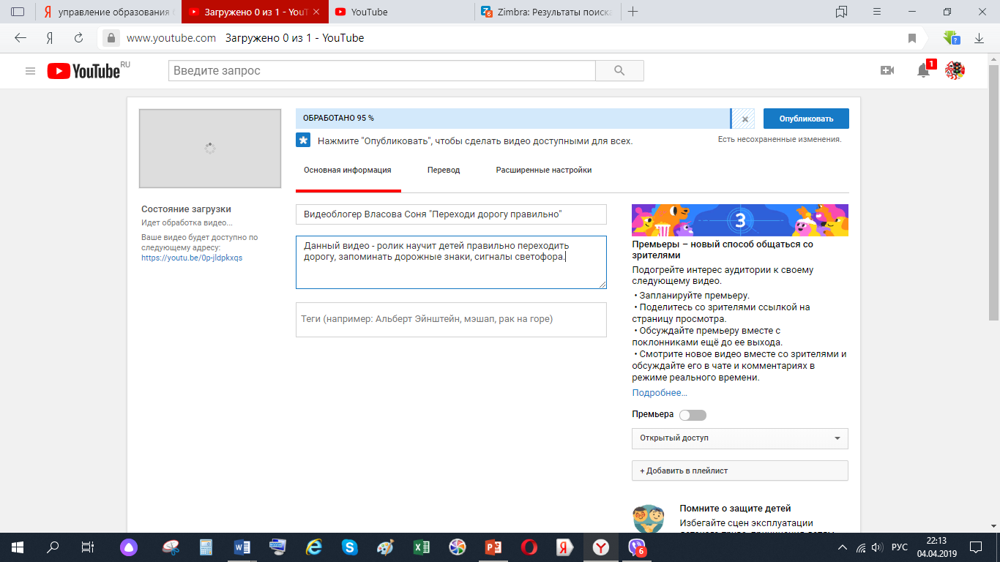 управление образования
Загружено 0 из 1 - YouT
YouTube
Zimbra: Результаты поиска
www.youtube.com Загружено 0 из 1 - YouTube
YouTube RU
Введите запрос
1
ОБРАБОТАНО 95 %
Опубликовать
Нажмите "Опубликовать", чтобы сделать видео доступными для всех.
Есть несохраненные изменения.
Основная информация
Перевод
Расширенные настройки
Состояние загрузки
Идет обработка видео...
Ваше видео будет доступно по
следующему адресу:
https://youtu.be/0p-jldpkxqs
Видеоблогер Власова Соня "Переходи дорогу правильно"
Данный видео - ролик научит детей правильно переходить
дорогу, запоминать дорожные знаки, сигналы светофора.
Теги (например: Альберт Эйнштейн, мэшап, рак на горе)
3
Премьеры – новый способ общаться со
зрителями
Подогрейте интерес аудитории к своему
следующему видео.
• Запланируйте премьеру.
• Поделитесь со зрителями ссылкой на
страницу просмотра.
• Обсуждайте премьеру вместе с
поклонниками ещё до ее выхода.
• Смотрите новое видео вместе со зрителями и
обсуждайте его в чате и комментариях в
режиме реального времени.
Подробнее...
Премьера
Открытый доступ
+ Добавить в плейлист
Помните о защите детей
Избегайте сцен эксплуатации
6
РУС
22:13
04.04.2019